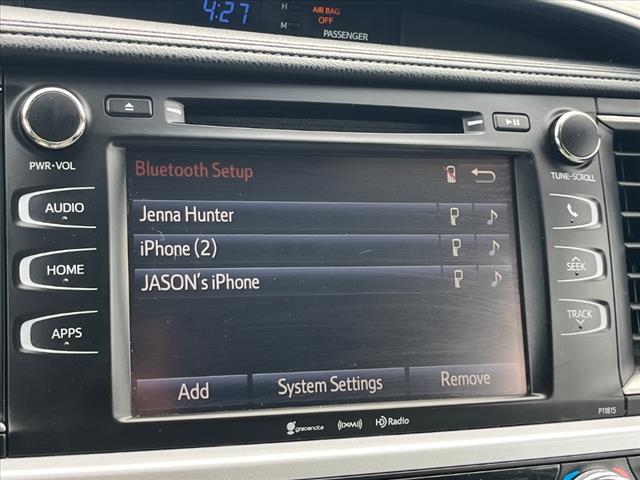 4:27
H
M
AIR BAG
OFF
PASSENGER
PWR•VOL
TUNE•SCROLL
AUDIO
HOME
APPS
SEEK
TRACK
Bluetooth Setup
Jenna Hunter
iPhone (2)
JASON's iPhone
Add
System Settings
Remove
gracenote
((XM))
HD Radio
P11815